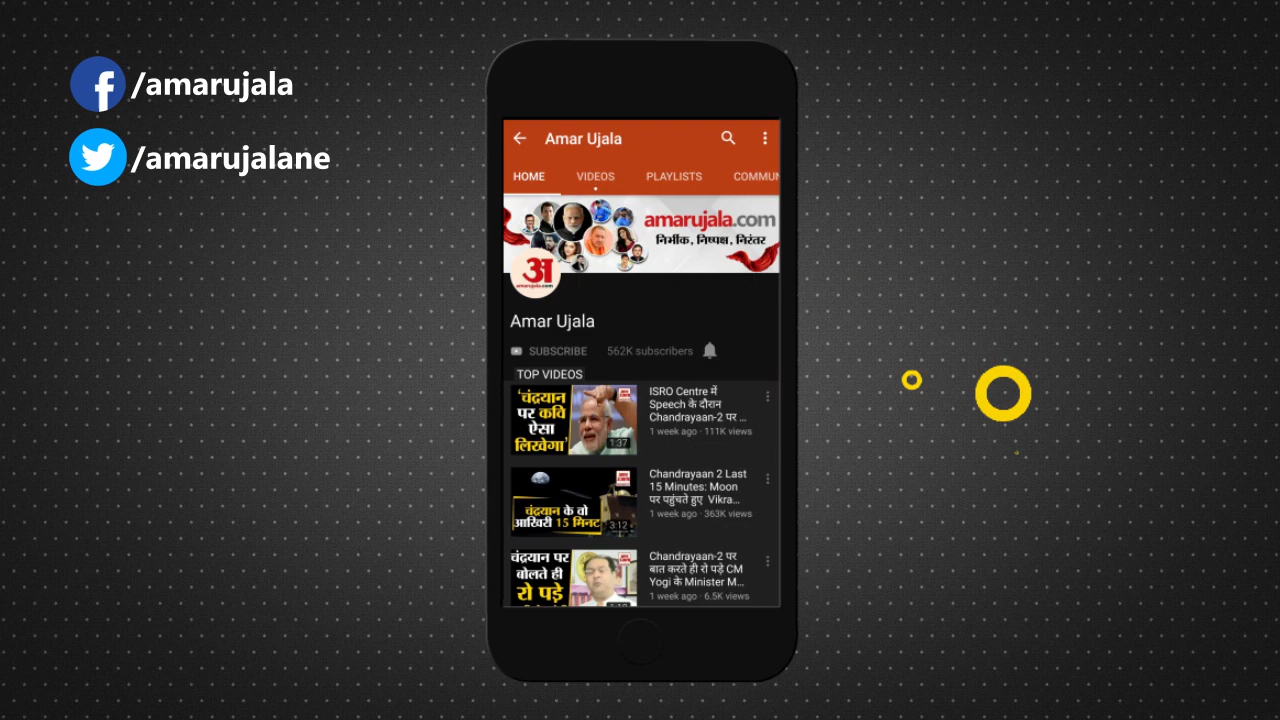 /amarujala
/amarujalane
Amar Ujala
HOME VIDEOS PLAYLISTS COMMUN
amarujala.com
निर्भीक, निष्पक्ष, निरंतर
अ
amarujala.com
Amar Ujala
SUBSCRIBE 562K subscribers
TOP VIDEOS
'चंद्रयान
पर कवि
ऐसा
लिखेगा'
1:37
ISRO Centre में
Speech के दौरान
Chandrayaan-2 पर ...
1 week ago · 111K views
चंद्रयान के वो
आखिरी 15 मिनट
3:12
Chandrayaan 2 Last
15 Minutes: Moon
पर पहुंचते हुए Vikra...
1 week ago · 363K views
चंद्रयान पर
बोलते ही
रो पड़े
Chandrayaan-2 पर
बात करते ही रो पड़े CM
Yogi के Minister M...
1 week ago · 6.5K views